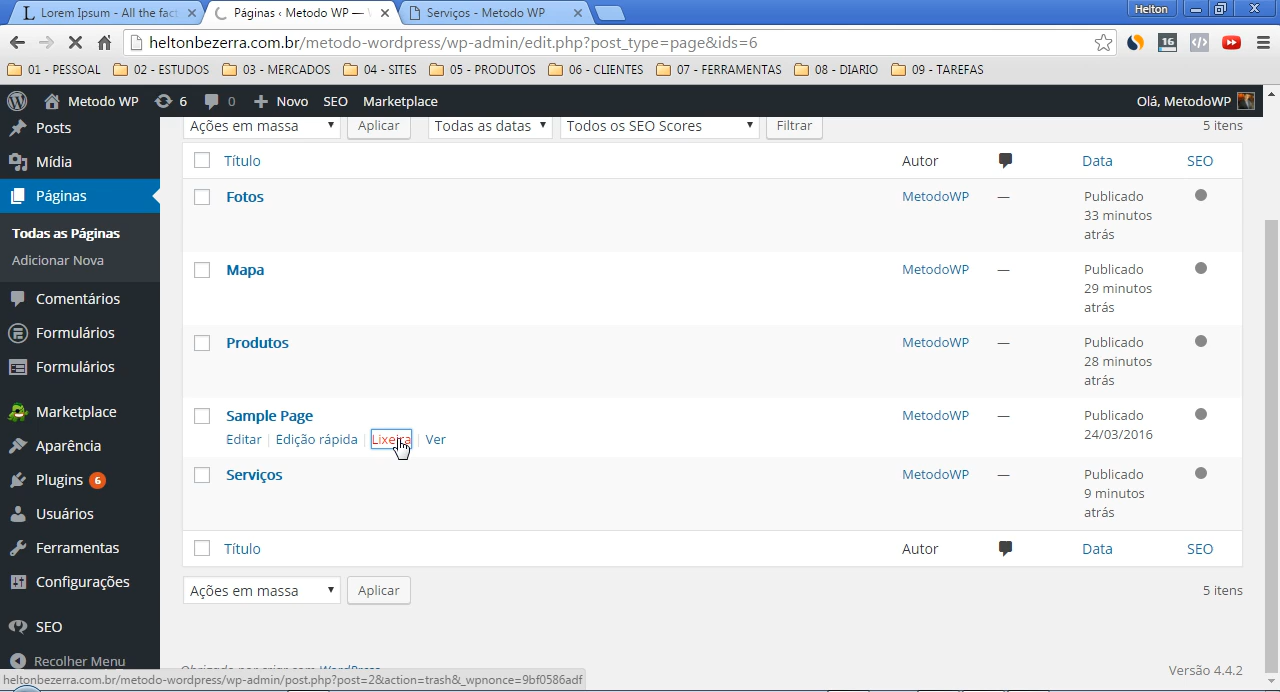 Lorem Ipsum - All the fact
Páginas ‹ Metodo WP —
Serviços - Metodo WP
Helton
heltonbezerra.com.br/metodo-wordpress/wp-admin/edit.php?post_type=page&ids=6
16
01 - PESSOAL
02 - ESTUDOS
03 - MERCADOS
04 - SITES
05 - PRODUTOS
06 - CLIENTES
07 - FERRAMENTAS
08 - DIARIO
09 - TAREFAS
Metodo WP
6
0
Novo
SEO
Marketplace
Olá, MetodoWP
Posts
Mídia
Páginas
Todas as Páginas
Adicionar Nova
Comentários
Formulários
Formulários
Marketplace
Aparência
Plugins 6
Usuários
Ferramentas
Configurações
SEO
Recolher Menu
Ações em massa
Aplicar
Todas as datas
Todos os SEO Scores
Filtrar
5 itens
Título
Autor
Data
SEO
Fotos
MetodoWP
—
Publicado
33 minutos
atrás
Mapa
MetodoWP
—
Publicado
29 minutos
atrás
Produtos
MetodoWP
—
Publicado
28 minutos
atrás
Sample Page
Editar | Edição rápida | Lixeira | Ver
MetodoWP
—
Publicado
24/03/2016
Serviços
MetodoWP
—
Publicado
9 minutos
atrás
Título
Autor
Data
SEO
Ações em massa
Aplicar
5 itens
Obrigado por criar com WordPress
Versão 4.4.2
heltonbezerra.com.br/metodo-wordpress/wp-admin/post.php?post=2&action=trash&_wpnonce=9bf0586adf